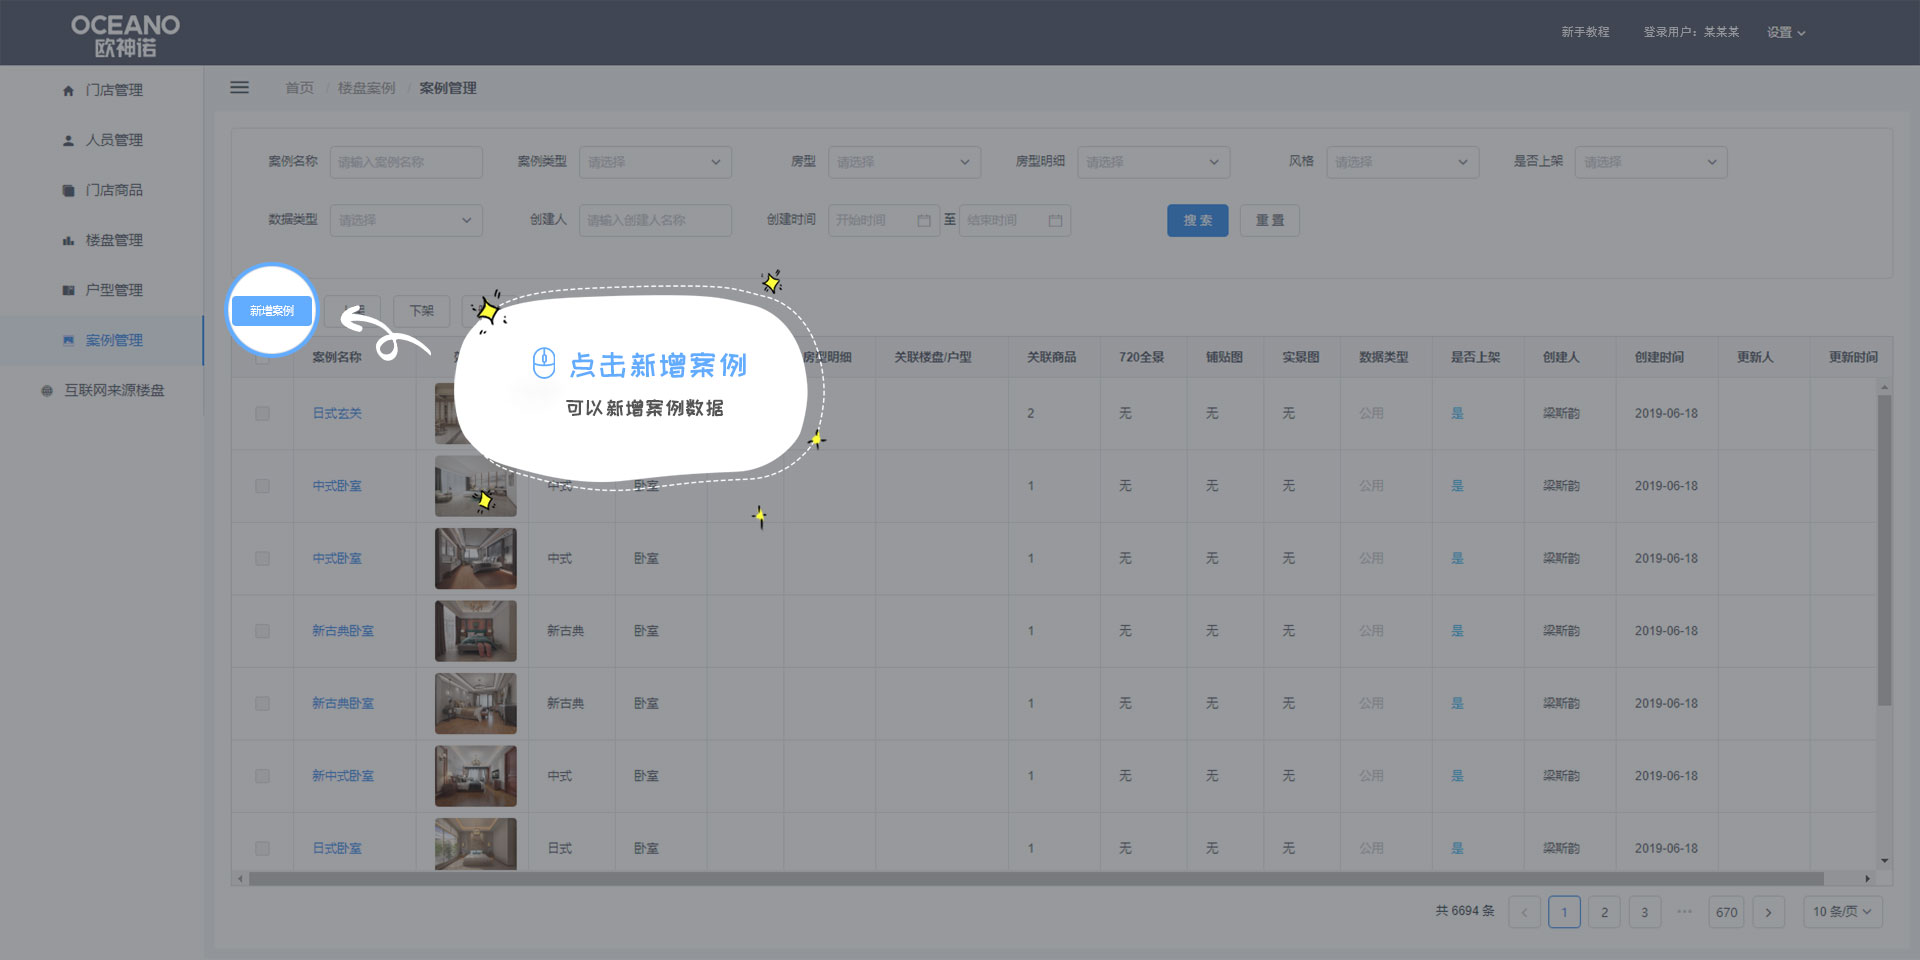 OCEANO
欧神诺
新手教程 登录用户：某某某 设置
门店管理
人员管理
门店商品
楼盘管理
户型管理
案例管理
互联网来源楼盘
首页 / 楼盘案例 / 案例管理
案例名称 请输入案例名称 案例类型 请选择 房型 请选择 房型明细 请选择 风格 请选择 是否上架 请选择
数据类型 请选择 创建人 请输入创建人名称 创建时间 开始时间 至 结束时间 搜索 重置
新增案例 下架
点击新增案例
可以新增案例数据
案例名称 房型明细 关联楼盘/户型 关联商品 720全景 铺贴图 实景图 数据类型 是否上架 创建人 创建时间 更新人 更新时间
日式玄关 2 无 无 无 公用 是 梁斯韵 2019-06-18
中式卧室 中式 卧室 1 无 无 无 公用 是 梁斯韵 2019-06-18
中式卧室 中式 卧室 1 无 无 无 公用 是 梁斯韵 2019-06-18
新古典卧室 新古典 卧室 1 无 无 无 公用 是 梁斯韵 2019-06-18
新古典卧室 新古典 卧室 1 无 无 无 公用 是 梁斯韵 2019-06-18
新中式卧室 中式 卧室 1 无 无 无 公用 是 梁斯韵 2019-06-18
日式卧室 日式 卧室 1 无 无 无 公用 是 梁斯韵 2019-06-18
共 6694 条 1 2 3 ··· 670 10 条/页